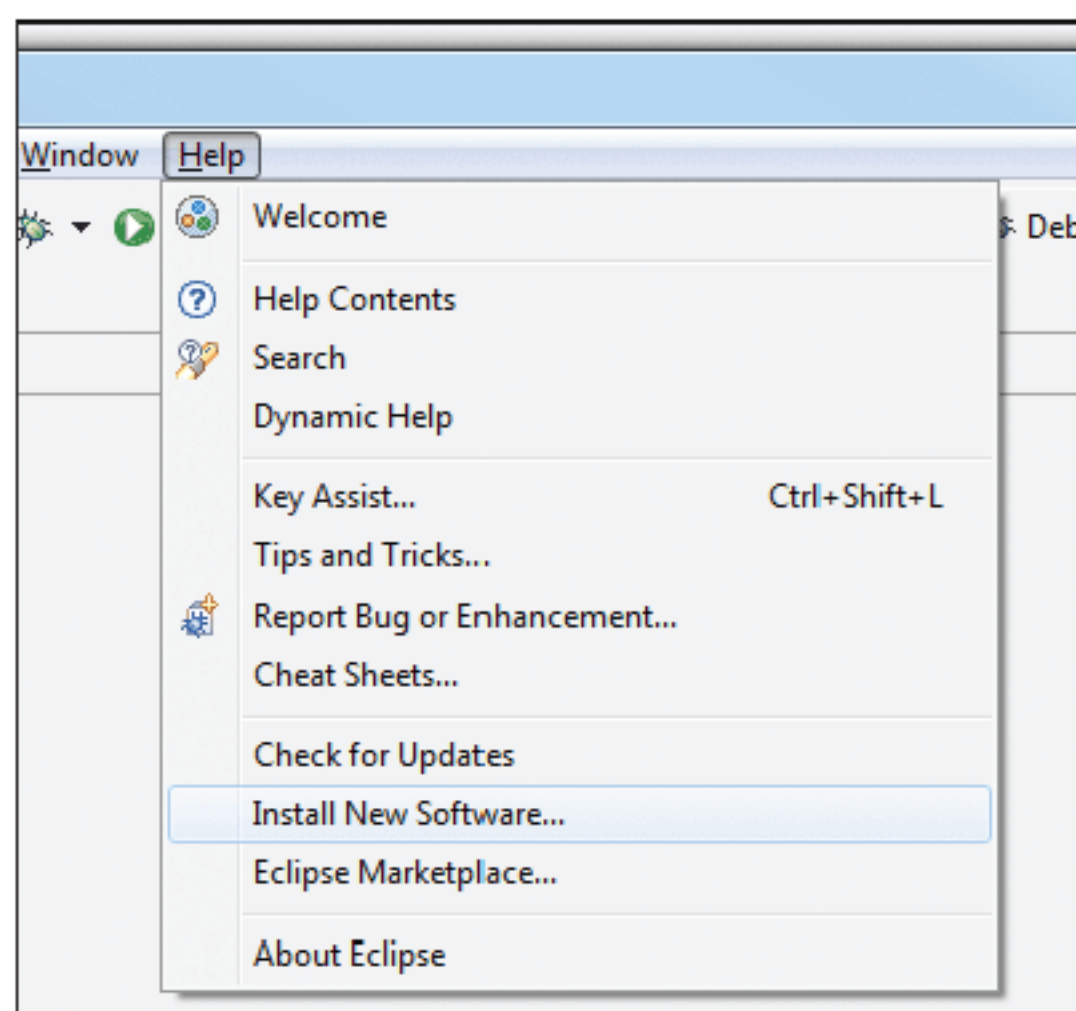 Window Help
Welcome
Deb
Help Contents
Search
Dynamic Help
Key Assist... Ctrl+Shift+L
Tips and Tricks...
Report Bug or Enhancement...
Cheat Sheets...
Check for Updates
Install New Software...
Eclipse Marketplace...
About Eclipse